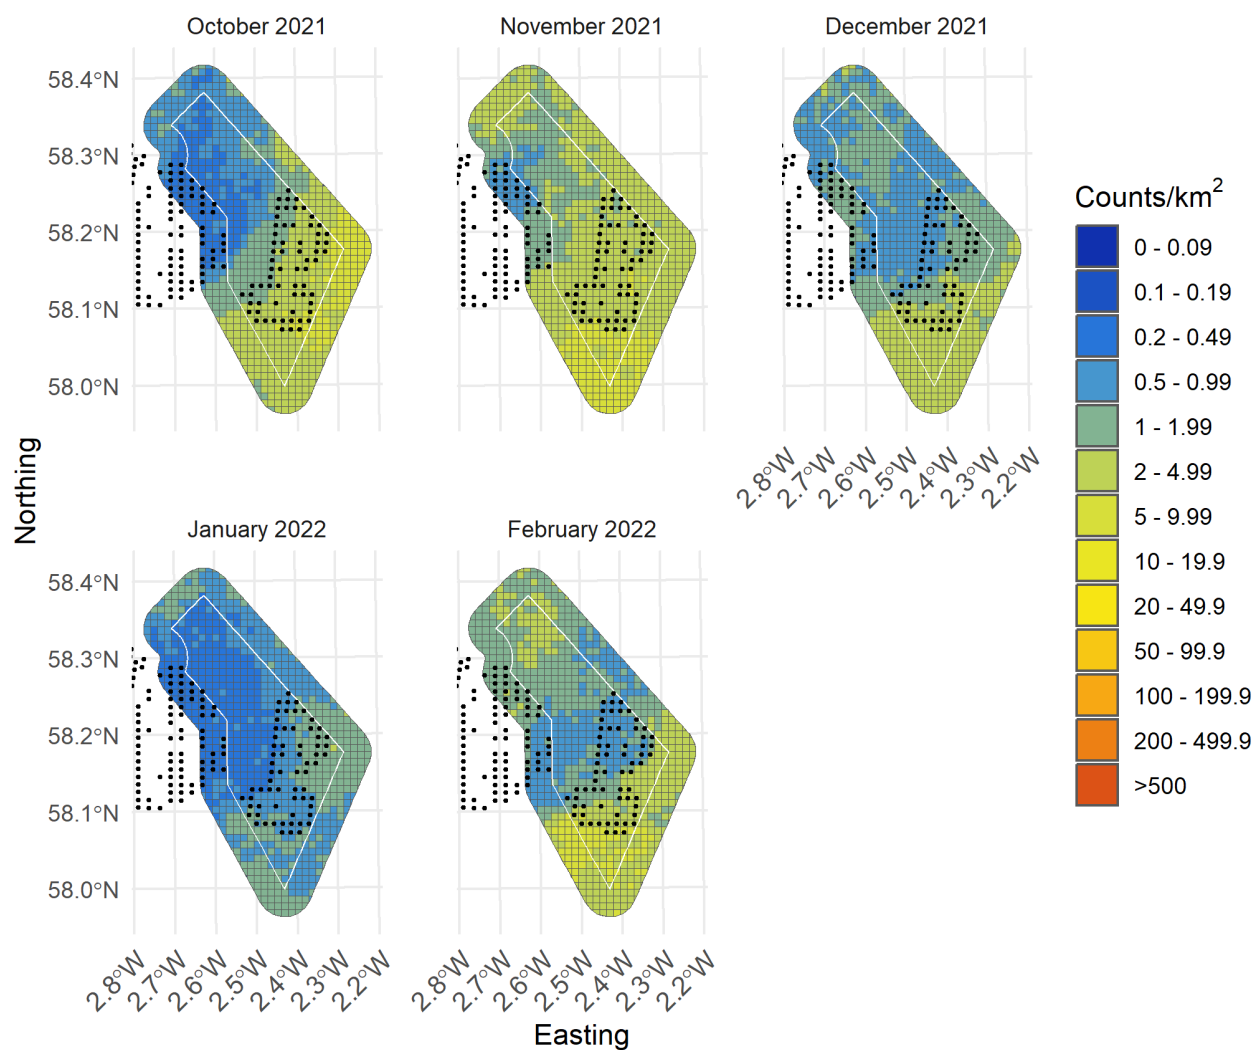 October 2021
November 2021
December 2021
58.4°N
58.3°N
58.2°N
58.1°N
58.0°N
2.8°W
2.7°W
2.6°W
2.5°W
2.4°W
2.3°W
2.2°W
Northing
January 2022
February 2022
58.4°N
58.3°N
58.2°N
58.1°N
58.0°N
2.8°W
2.7°W
2.6°W
2.5°W
2.4°W
2.3°W
2.2°W
2.8°W
2.7°W
2.6°W
2.5°W
2.4°W
2.3°W
2.2°W
Easting
Counts/km²
0 - 0.09
0.1 - 0.19
0.2 - 0.49
0.5 - 0.99
1 - 1.99
2 - 4.99
5 - 9.99
10 - 19.9
20 - 49.9
50 - 99.9
100 - 199.9
200 - 499.9
>500